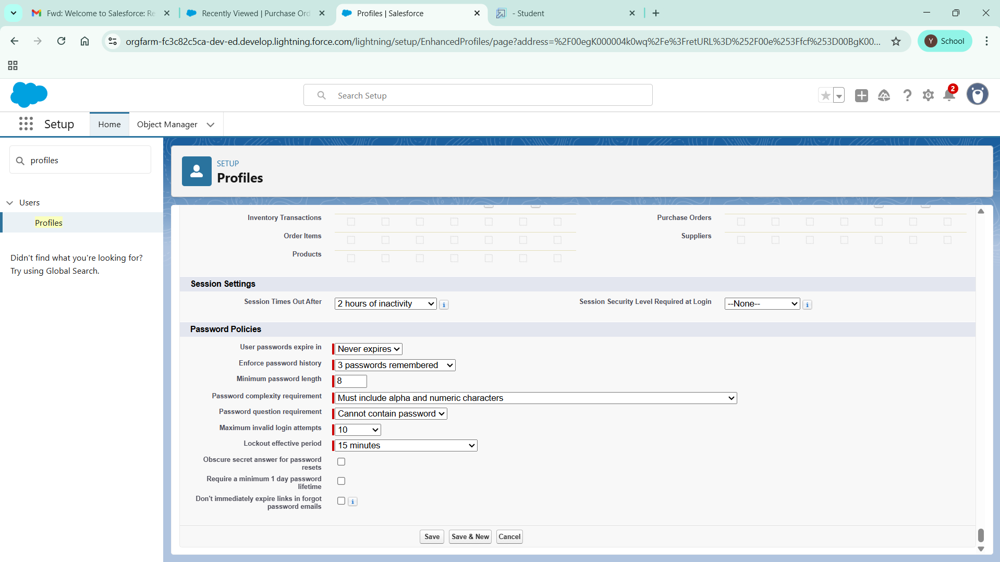 Fwd: Welcome to Salesforce: Re
Recently Viewed | Purchase Ord
Profiles | Salesforce
- Student
orgfarm-fc3c82c5ca-dev-ed.develop.lightning.force.com/lightning/setup/EnhancedProfiles/page?address=%2F00egK000004k0wq%2Fe%3FretURL%3D%252F00e%253Ffcf%253D00BgK00...
Y School
Search Setup
2
Setup
Home
Object Manager
profiles
Users
Profiles
Didn't find what you're looking for?
Try using Global Search.
SETUP
Profiles
Inventory Transactions
Purchase Orders
Order Items
Suppliers
Products
Session Settings
Session Times Out After 2 hours of inactivity i
Session Security Level Required at Login --None-- i
Password Policies
User passwords expire in Never expires
Enforce password history 3 passwords remembered
Minimum password length 8
Password complexity requirement Must include alpha and numeric characters
Password question requirement Cannot contain password
Maximum invalid login attempts 10
Lockout effective period 15 minutes
Obscure secret answer for password
resets
Require a minimum 1 day password
lifetime
Don't immediately expire links in forgot
password emails i
Save Save & New Cancel